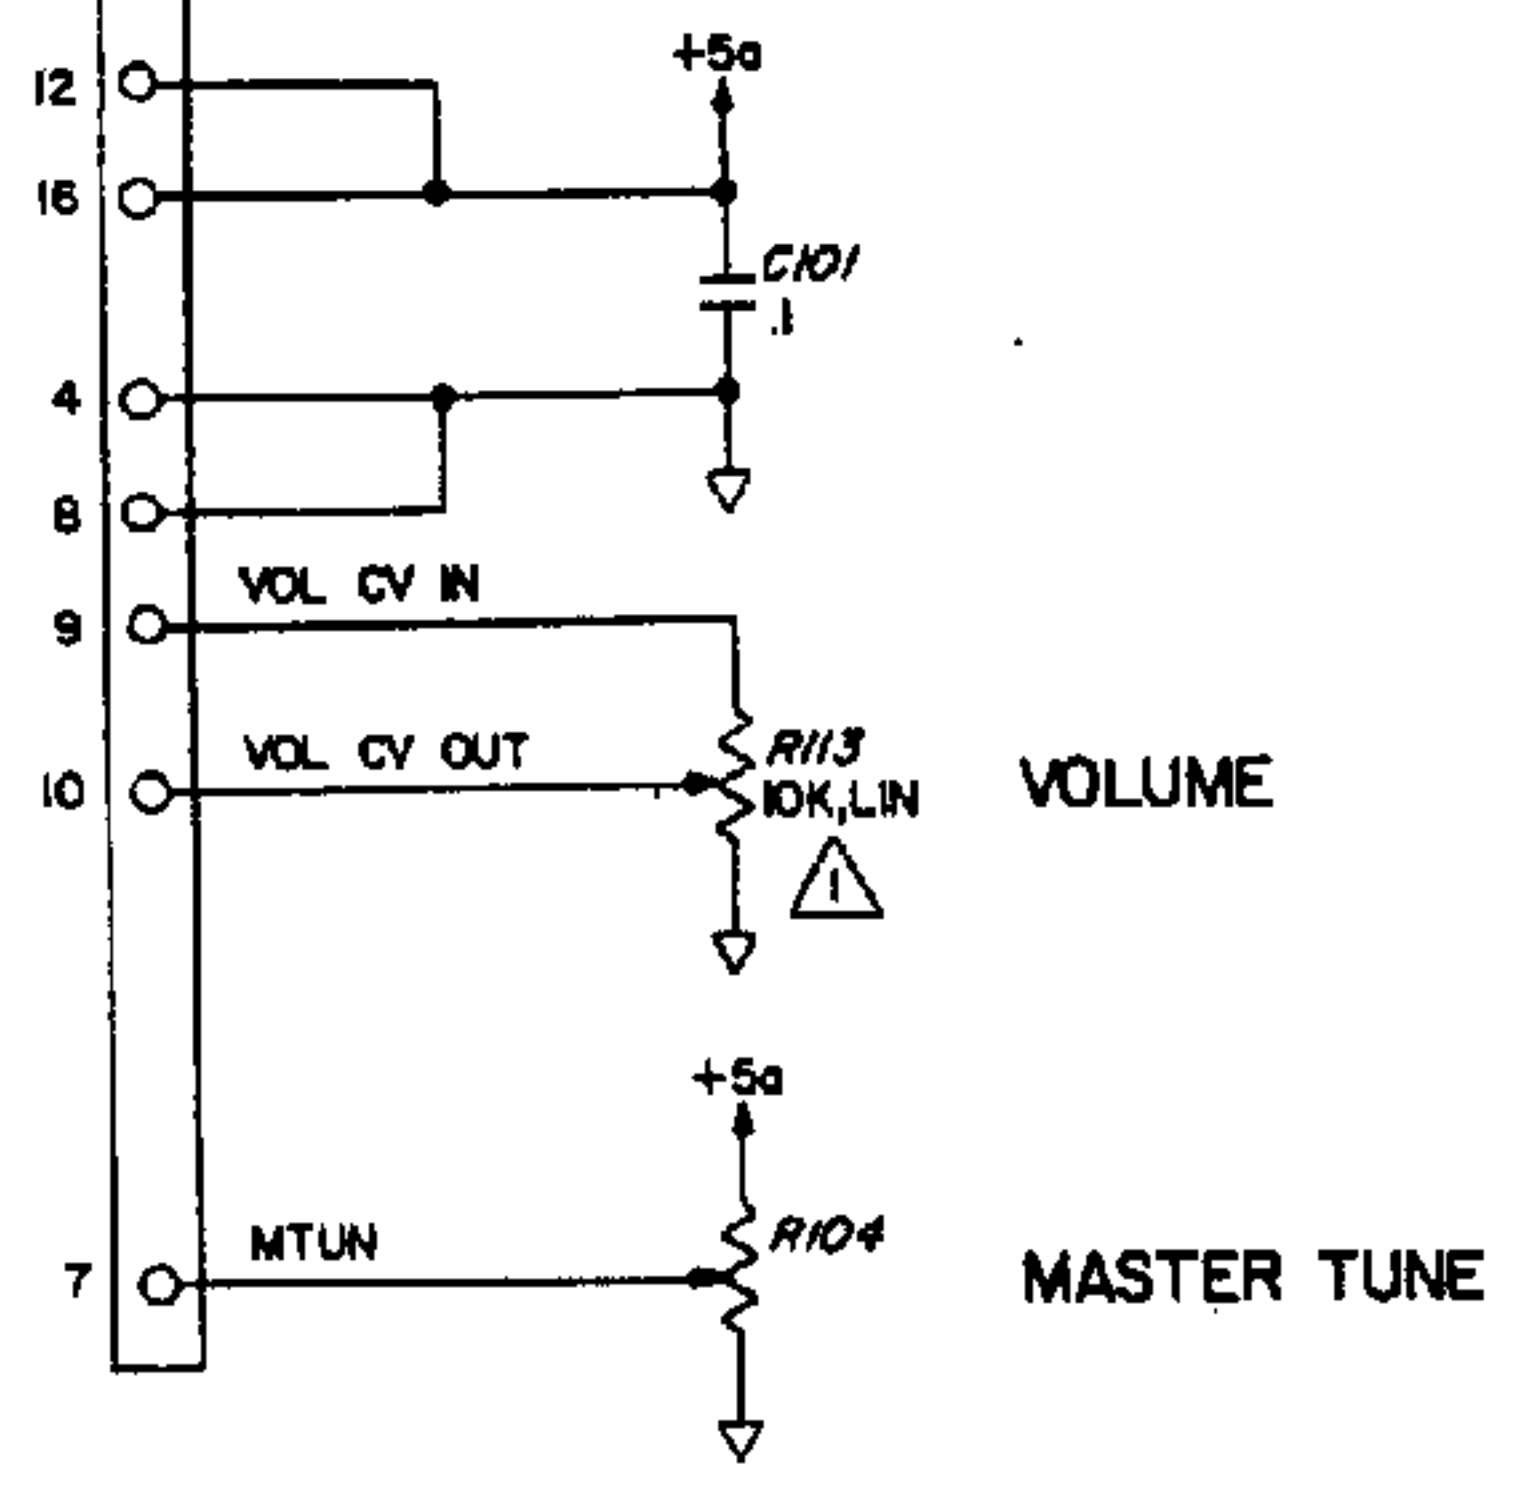 +5a
12
16
C101
.1
4
8
VOL CV IN
9
VOL CV OUT
10
R113
10K,LIN
VOLUME
1
+5a
MTUN
7
R104
MASTER TUNE